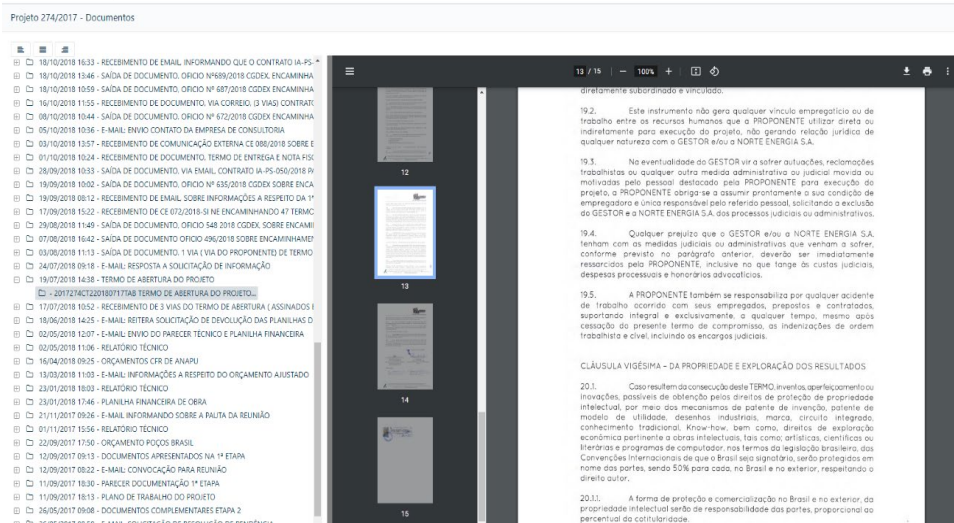 Projeto 274/2017 - Documentos
18/10/2018 16:33 - RECEBIMENTO DE EMAIL, INFORMANDO QUE O CONTRATO IA-PS-
18/10/2018 13:46 - SAÍDA DE DOCUMENTO, OFICIO Nº689/2018 CGDEX, ENCAMINHA
18/10/2018 10:59 - SAÍDA DE DOCUMENTO, OFICIO Nº 687/2018 CGDEX, ENCAMINHA
16/10/2018 11:55 - RECEBIMENTO DE DOCUMENTO, VIA CORREIO, (3 VIAS) CONTRATO
08/10/2018 10:44 - SAÍDA DE DOCUMENTO, OFICIO Nº 672/2018 CGDEX, ENCAMINHA
05/10/2018 10:36 - E-MAIL: ENVIO CONTATO DA EMPRESA DE CONSULTORIA
03/10/2018 13:57 - RECEBIMENTO DE COMUNICAÇÃO EXTERNA CE 088/2018 SOBRE E
01/10/2018 10:24 - RECEBIMENTO DE DOCUMENTO, TERMO DE ENTREGA E NOTA FISC
28/09/2018 10:33 - SAÍDA DE DOCUMENTO, VIA EMAIL, CONTRATO IA-PS-050/2018 PA
19/09/2018 10:02 - SAÍDA DE DOCUMENTO, OFICIO Nº 635/2018 CGDEX SOBRE ENCA
19/09/2018 08:12 - RECEBIMENTO DE EMAIL SOBRE INFORMAÇÕES A RESPEITO DA 1ª
17/09/2018 15:22 - RECEBIMENTO DE CE 072/2018-SI NE ENCAMINHANDO 47 TERMO
29/08/2018 11:49 - SAÍDA DE DOCUMENTO, OFICIO 548 2018 CGDEX, SOBRE ENCAMII
07/08/2018 16:42 - SAÍDA DE DOCUMENTO OFICIO 496/2018 SOBRE ENCAMINHAMEN
03/08/2018 11:13 - SAÍDA DE DOCUMENTO, 1 VIA ( VIA DO PROPONENTE) DE TERMO
24/07/2018 09:18 - E-MAIL: RESPOSTA A SOLICITAÇÃO DE INFORMAÇÃO
19/07/2018 14:38 - TERMO DE ABERTURA DO PROJETO
- 2017274CT220180717TAB TERMO DE ABERTURA DO PROJETO...
17/07/2018 10:52 - RECEBIMENTO DE 3 VIAS DO TERMO DE ABERTURA ( ASSINADOS
18/06/2018 14:25 - E-MAIL: REITERA SOLICITAÇÃO DE DEVOLUÇÃO DAS PLANILHAS D
02/05/2018 12:07 - E-MAIL: ENVIO DO PARECER TÉCNICO E PLANILHA FINANCEIRA
02/05/2018 11:06 - RELATÓRIO TÉCNICO
16/04/2018 09:25 - ORÇAMENTOS CFR DE ANAPU
13/03/2018 11:03 - E-MAIL: INFORMAÇÕES A RESPEITO DO ORÇAMENTO AJUSTADO
23/01/2018 18:03 - RELATÓRIO TÉCNICO
23/01/2018 17:46 - PLANILHA FINANCEIRA DE OBRA
21/11/2017 09:26 - E-MAIL INFORMANDO SOBRE A PAUTA DA REUNIÃO
01/11/2017 15:56 - RELATÓRIO TÉCNICO
22/09/2017 17:50 - ORÇAMENTO POÇOS BRASIL
12/09/2017 09:13 - DOCUMENTOS APRESENTADOS NA 1ª ETAPA
12/09/2017 08:22 - E-MAIL: CONVOCAÇÃO PARA REUNIÃO
11/09/2017 18:30 - PARECER DOCUMENTAÇÃO 1ª ETAPA
11/09/2017 18:13 - PLANO DE TRABALHO DO PROJETO
26/05/2017 09:08 - DOCUMENTOS COMPLEMENTARES ETAPA 2
13 / 15
100%
12
13
14
15
diretamente subordinado e vinculado.
19.2. Este instrumento não gera qualquer vínculo empregatício ou de
trabalho entre os recursos humanos que a PROPONENTE utilizar direta ou
indiretamente para execução do projeto, não gerando relação jurídica de
qualquer natureza com o GESTOR e/ou a NORTE ENERGIA S.A.
19.3. Na eventualidade do GESTOR vir a sofrer autuações, reclamações
trabalhistas ou qualquer outra medida administrativa ou judicial movida ou
motivadas pelo pessoal destacado pela PROPONENTE para execução do
projeto, a PROPONENTE obriga-se a assumir prontamente a sua condição de
empregadora e única responsável pelo referido pessoal, solicitando a exclusão
do GESTOR e a NORTE ENERGIA S.A. dos processos judiciais ou administrativos.
19.4. Qualquer prejuízo que o GESTOR e/ou a NORTE ENERGIA S.A.
tenham com as medidas judiciais ou administrativas que venham a sofrer,
conforme previsto no parágrafo anterior, deverão ser imediatamente
ressarcidos pela PROPONENTE, inclusive no que tange às custas judiciais,
despesas processuais e honorários advocatícios.
19.5. A PROPONENTE também se responsabiliza por qualquer acidente
de trabalho ocorrido com seus empregados, prepostos e contratados,
suportando integral e exclusivamente, a qualquer tempo, mesmo após
cessação do presente termo de compromisso, as indenizações de ordem
trabalhista e cível, incluindo os encargos judiciais.
CLÁUSULA VIGÉSIMA – DA PROPRIEDADE E EXPLORAÇÃO DOS RESULTADOS
20.1. Caso resultem da consecução deste TERMO, inventos, aperfeiçoamento ou
inovações, passíveis de obtenção pelos direitos de proteção de propriedade
intelectual, por meio dos mecanismos de patente de invenção, patente de
modelo de utilidade, desenhos industriais, marca, circuito integrado,
conhecimento tradicional, Know-how, bem como, direitos de exploração
econômica pertinente a obras intelectuais, tais como; artísticas, científicas ou
literárias e programas de computador, nos termos da legislação brasileira, das
Convenções Internacionais de que o Brasil seja signatário, serão protegidos em
nome das partes, sendo 50% para cada, no Brasil e no exterior, respeitando o
direito autor.
20.1.1. A forma de proteção e comercialização no Brasil e no exterior, da
propriedade intelectual serão de responsabilidade das partes, proporcional ao
percentual da cotitularidade.